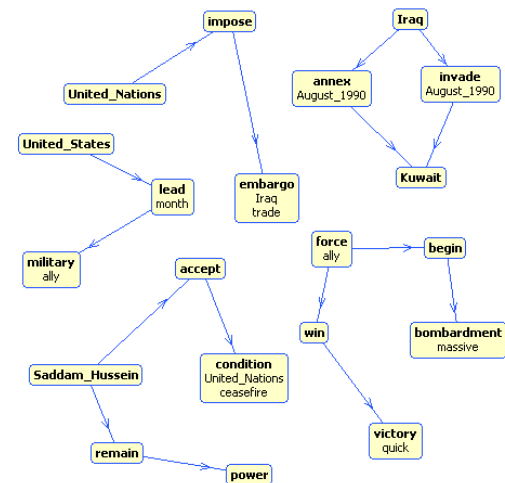 impose
Iraq
annex
August_1990
invade
August_1990
United_Nations
United_States
Kuwait
lead
month
embargo
Iraq
trade
military
ally
accept
force
ally
begin
win
bombardment
massive
condition
United_Nations
ceasefire
Saddam_Hussein
victory
quick
remain
power